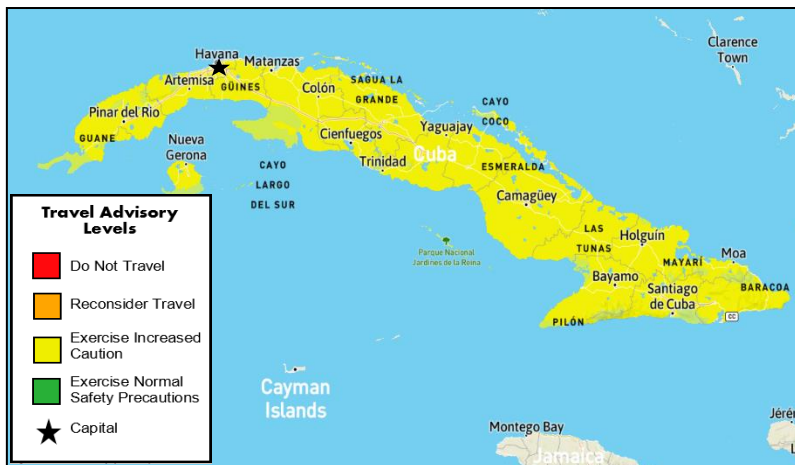 Clarence
Town
Havana
Matanzas
Artemisa
GÜINES
Colón
SAGUA LA
GRANDE
CAYO
COCO
Pinar del Rio
GUANE
Nueva
Gerona
Cienfuegos
Yaguajay
Cuba
Trinidad
ESMERALDA
CAYO
LARGO
DEL SUR
Camagüey
Parque Nacional
Jardines de la Reina
LAS
TUNAS
Holguín
MAYARÍ
Moa
Bayamo
Santiago
de Cuba
BARACOA
PILÓN
CC
Travel Advisory
Levels
Do Not Travel
Reconsider Travel
Exercise Increased
Caution
Exercise Normal
Safety Precautions
Capital
Cayman
Islands
Montego Bay
Jamaica
Jéré
L